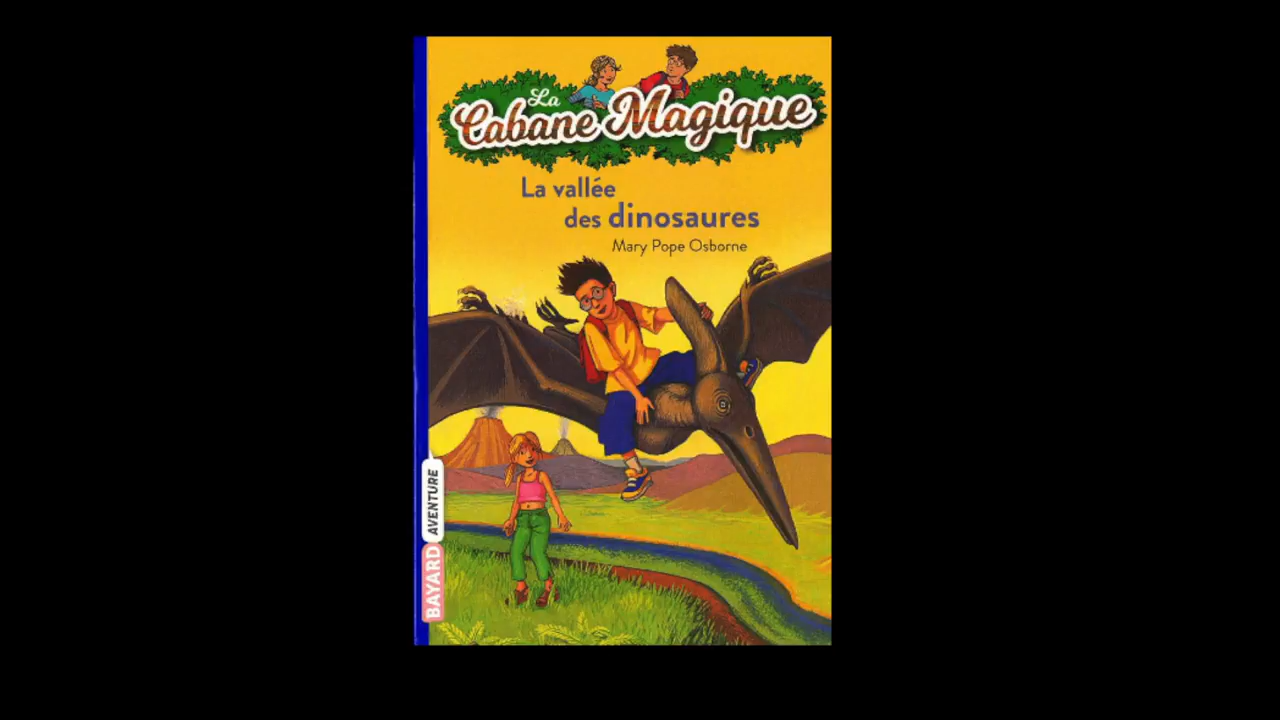 La
Cabane Magique
La vallée
des dinosaures
Mary Pope Osborne
AVENTURE
BAYARD